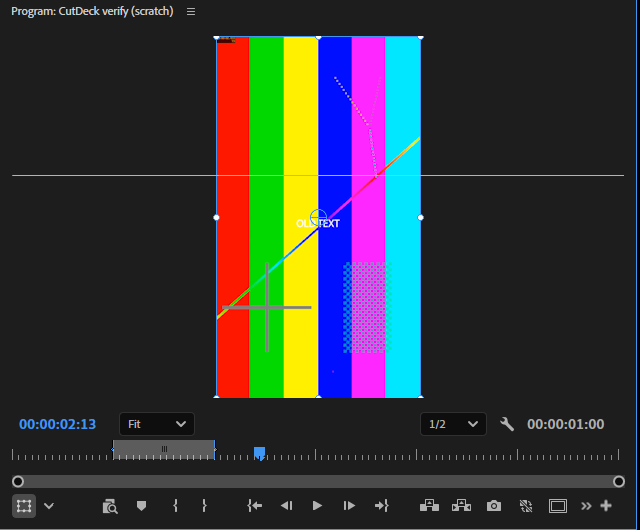 Program: CutDeck verify (scratch)
OLD TEXT
00:00:02:13
Fit
1/2
00:00:01:00